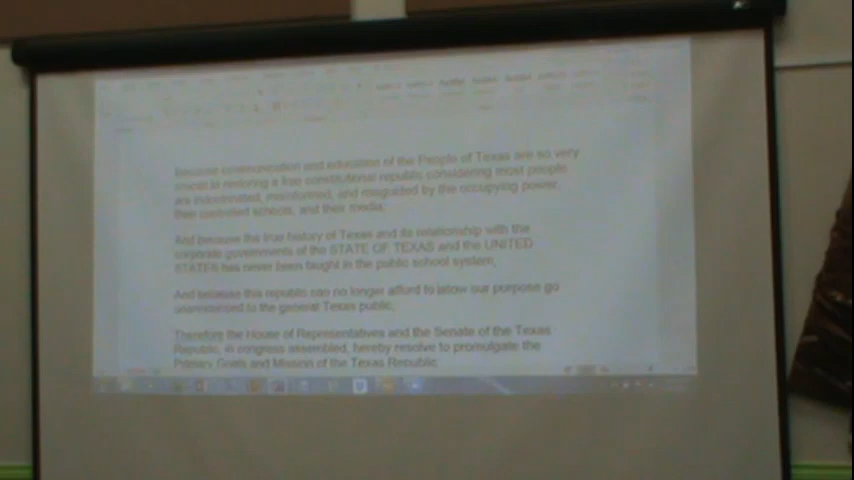 Because communication and education of the People of Texas are so very
crucial to restoring a free constitutional republic considering most people
are indoctrinated, misinformed, and misguided by the occupying power,
their controlled schools, and their media;
And because the true history of Texas and its relationship with the
corporate governments of the STATE OF TEXAS and the UNITED
STATES has never been taught in the public school system,
And because this republic can no longer afford to allow our purpose go
to the general Texas public;
Therefore the House of Representatives and the Senate of the Texas
Republic, in congress assembled, hereby resolve to promulgate the
Primary Goals and Mission of the Texas Republic